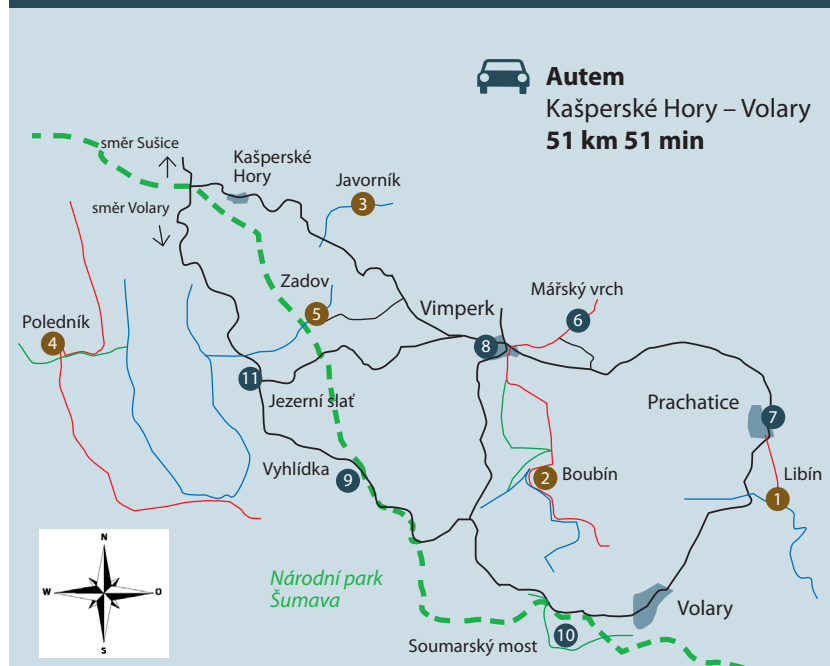 Autem
Kašperské Hory – Volary
51 km 51 min
směr Sušice
Kašperské
Hory
Javorník
3
směr Volary
Zadov
5
Vimperk
Mářský vrch
6
Poledník
4
8
11
Jezerní slať
Prachatice
7
Vyhlídka
9
2
Boubín
Libín
1
N
W
O
S
Národní park
Šumava
Volary
Soumarský most
10